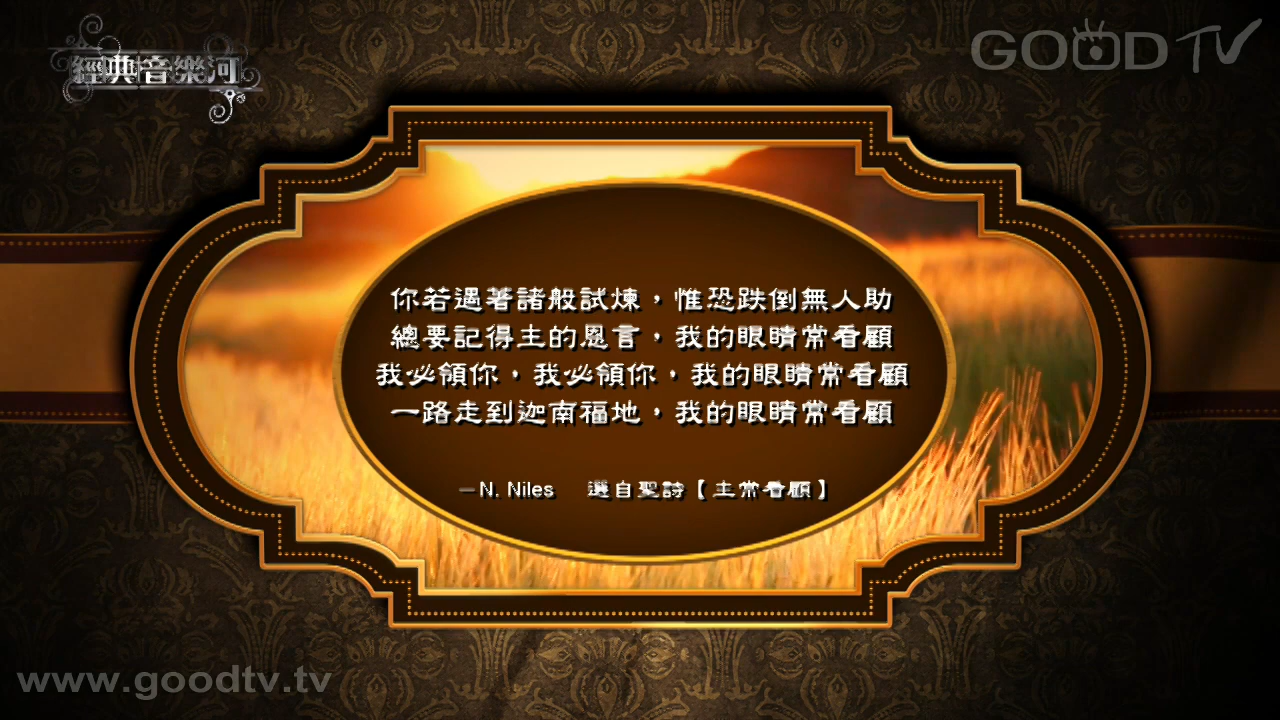 經典音樂河
GOOD TV
你若遇著諸般試煉，惟恐跌倒無人助
總要記得主的恩言，我的眼睛常看顧
我必領你，我必領你，我的眼睛常看顧
一路走到迦南福地，我的眼睛常看顧
－N. Niles 選自聖詩【主常看顧】
www.goodtv.tv